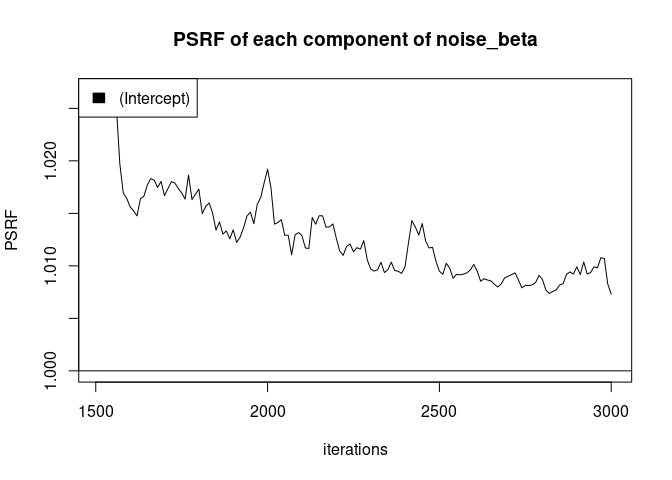 PSRF of each component of noise_beta
(Intercept)
PSRF
1.020
1.010
1.000
1500
2000
2500
3000
iterations